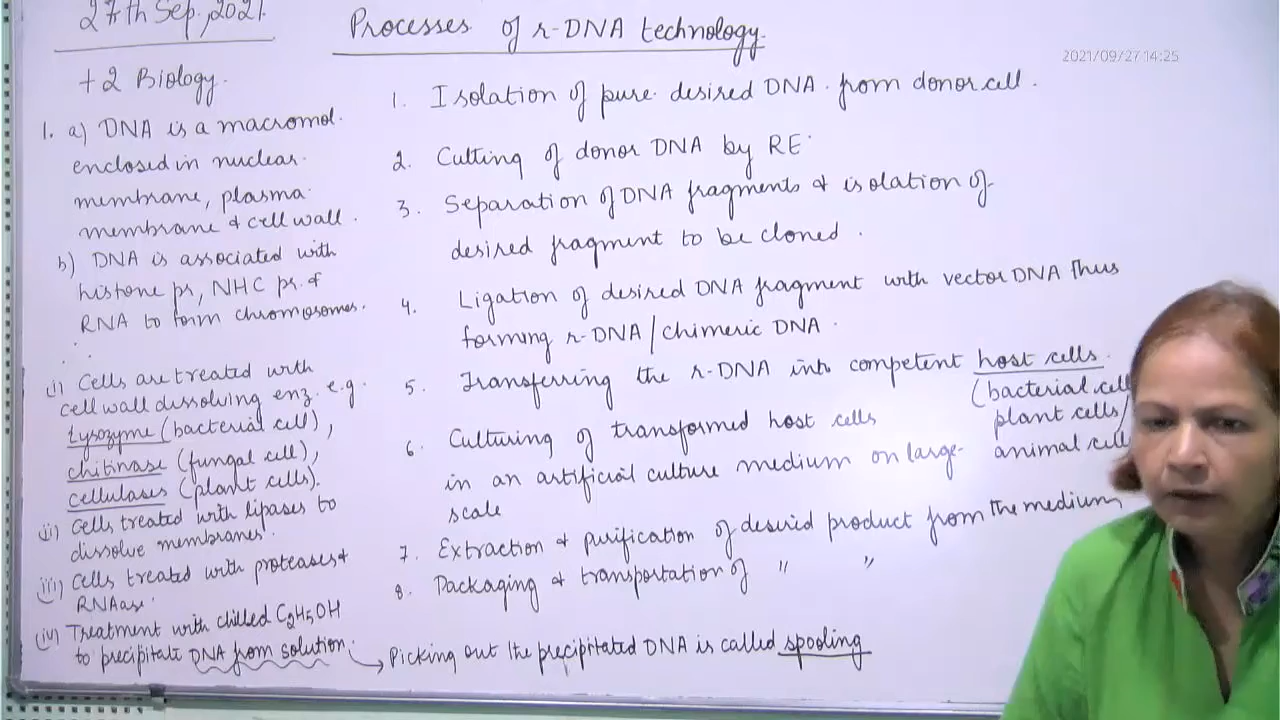 27th Sep., 2021.
Processes of r-DNA technology.
2021/09/27 14:25
+2 Biology.
1. a) DNA is a macromol.
enclosed in nuclear
membrane, plasma
membrane & cell wall.
b) DNA is associated with
histone pr, NHC pr. &
RNA to form chromosomes.
(i) Cells are treated with
cell wall dissolving enz. e.g.
Lysozyme (bacterial cell),
chitinase (fungal cell),
cellulases (plant cells).
(ii) Cells treated with lipases to
dissolve membranes.
(iii) Cells treated with proteases &
RNAase.
(iv) Treatment with chilled C2H5OH
to precipitate DNA from solution.
1. Isolation of pure desired DNA from donor cell.
2. Cutting of donor DNA by RE
3. Separation of DNA fragments & isolation of
desired fragment to be cloned.
4. Ligation of desired DNA fragment with vector DNA thus
forming r-DNA/chimeric DNA.
5. Transferring the r-DNA into competent host cells.
(bacterial cell
plant cells/
animal cell
6. Culturing of transformed host cells
in an artificial culture medium on large-
scale
7. Extraction & purification of desired product from the medium
8. Packaging & transportation of " "
→ Picking out the precipitated DNA is called spooling